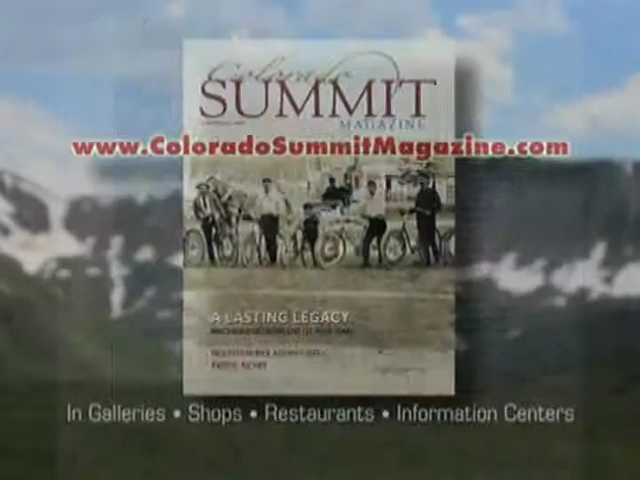 Colorado
SUMMIT
MAGAZINE
www.ColoradoSummitMagazine.com
A LASTING LEGACY
In Galleries • Shops • Restaurants • Information Centers